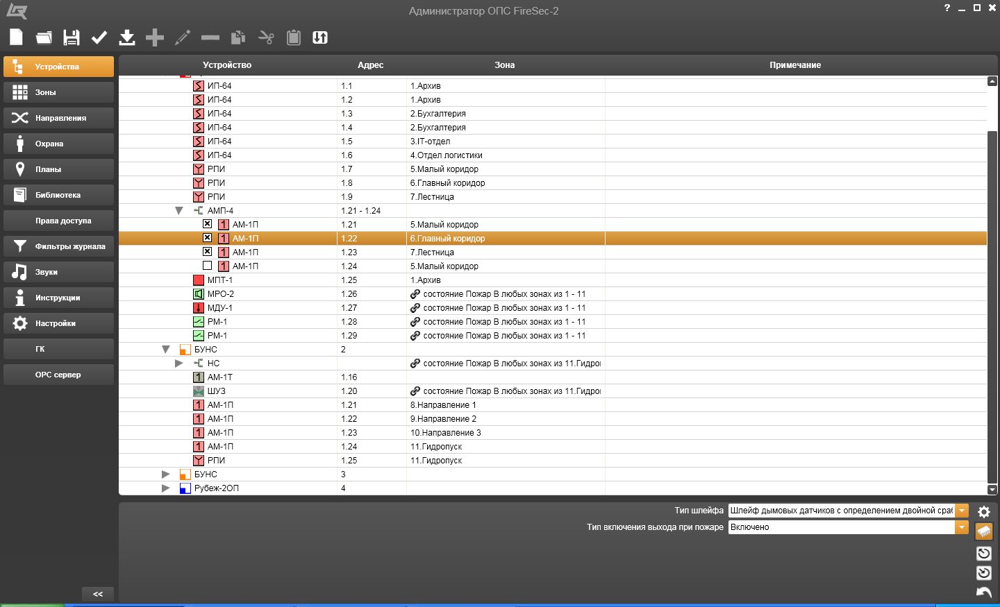 Администратор ОПС FireSec-2
?
Устройство Адрес Зона Примечание
Устройства
Зоны
Направления
Охрана
Планы
Библиотека
Права доступа
Фильтры журнала
Звуки
Инструкции
Настройки
ГК
OPC сервер
<<
ИП-64 1.1 1.Архив
ИП-64 1.2 1.Архив
ИП-64 1.3 2.Бухгалтерия
ИП-64 1.4 2.Бухгалтерия
ИП-64 1.5 3.IT-отдел
ИП-64 1.6 4.Отдел логистики
РПИ 1.7 5.Малый коридор
РПИ 1.8 6.Главный коридор
РПИ 1.9 7.Лестница
АМП-4 1.21 - 1.24
1 АМ-1П 1.21 5.Малый коридор
1 АМ-1П 1.22 6.Главный коридор
1 АМ-1П 1.23 7.Лестница
1 АМ-1П 1.24 5.Малый коридор
МПТ-1 1.25 1.Архив
МРО-2 1.26 состояние Пожар В любых зонах из 1 - 11
МДУ-1 1.27 состояние Пожар В любых зонах из 1 - 11
РМ-1 1.28 состояние Пожар В любых зонах из 1 - 11
РМ-1 1.29 состояние Пожар В любых зонах из 1 - 11
БУНС 2
НС состояние Пожар В любых зонах из 11.Гидро
1 АМ-1Т 1.16
ШУЗ 1.20 состояние Пожар В любых зонах из 11.Гидро
1 АМ-1П 1.21 8.Направление 1
1 АМ-1П 1.22 9.Направление 2
1 АМ-1П 1.23 10.Направление 3
1 АМ-1П 1.24 11.Гидропуск
РПИ 1.25 11.Гидропуск
БУНС 3
Рубеж-2ОП 4
Тип шлейфа Шлейф дымовых датчиков с определением двойной сраб
Тип включения выхода при пожаре Включено